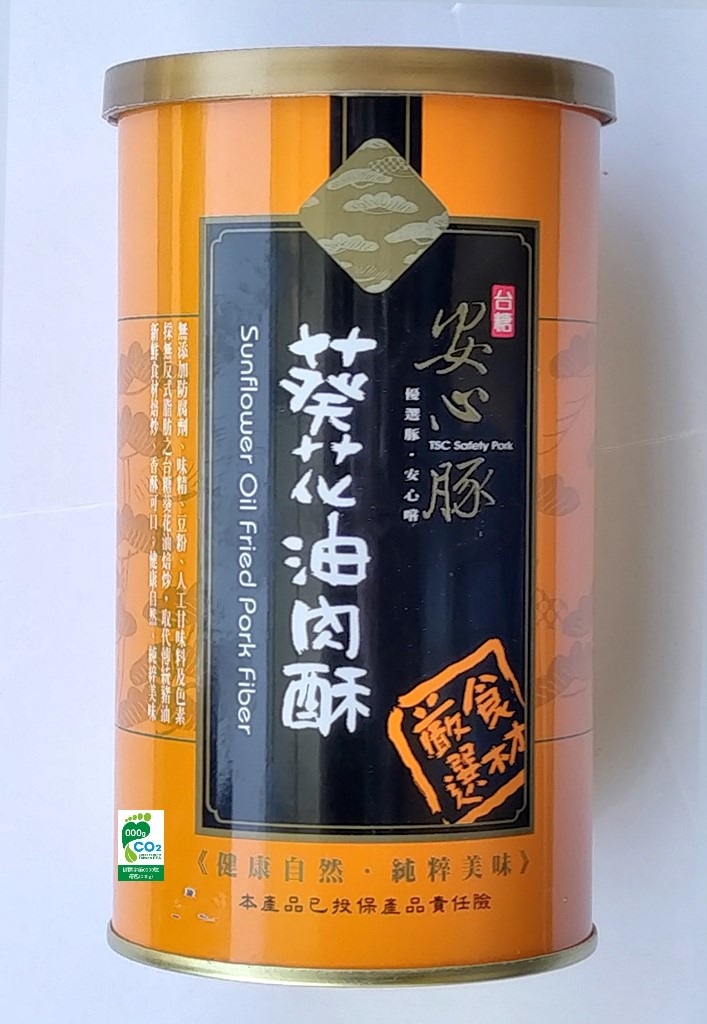 台糖
安心豚
TSC Safety Pork
優選豚．安心嚐
葵花油肉酥
Sunflower Oil Fried Pork Fiber
嚴選食材
無添加防腐劑、味精、豆粉、人工甘味料及色素
採無反式脂肪之台糖葵花油焙炒，取代傳統豬油
新鮮食材焙炒、香酥可口；健康自然、純粹美味
000g
CO2
《健康自然．純粹美味》
本產品已投保產品責任險